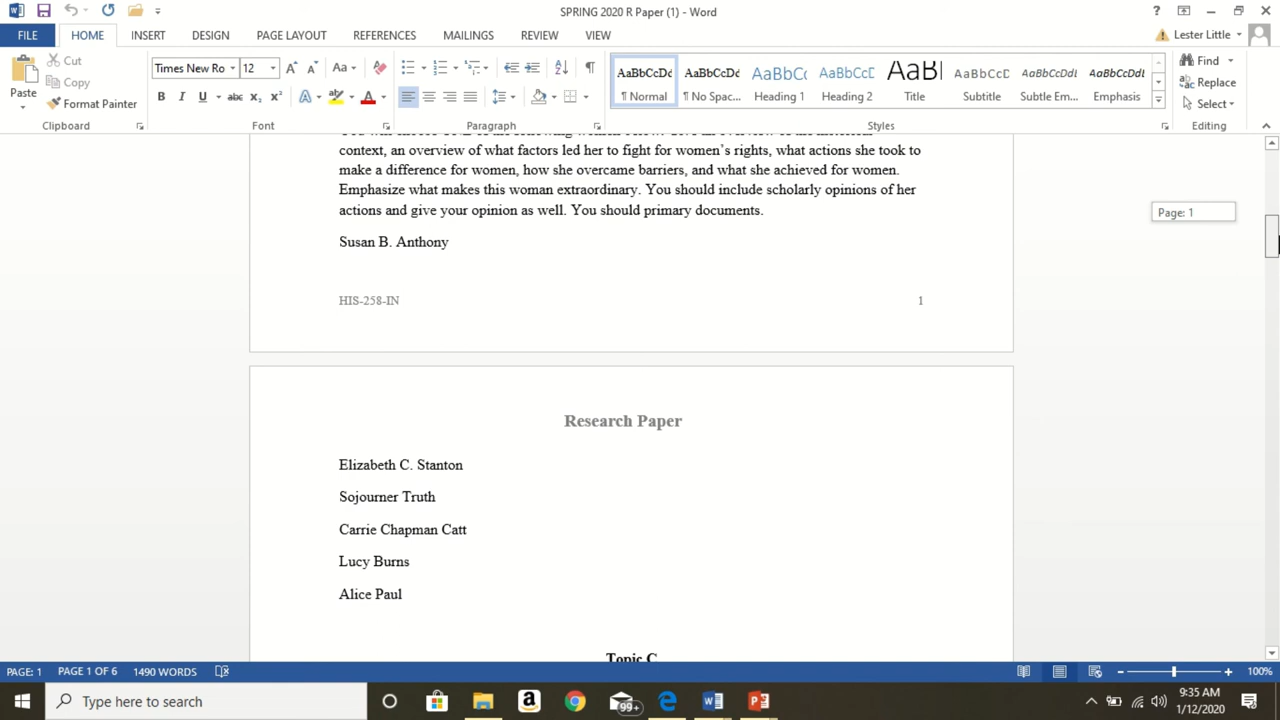 SPRING 2020 R Paper (1) - Word
FILE HOME INSERT DESIGN PAGE LAYOUT REFERENCES MAILINGS REVIEW VIEW Lester Little
Paste
Cut
Copy
Format Painter
Clipboard
Times New Ro 12
Font
Paragraph
AaBbCcDd AaBbCcDd AaBbCc AaBbCcD AaBl AaBbCcD AaBbCcDdl AaBbCcDdl
¶ Normal ¶ No Spac... Heading 1 Heading 2 Title Subtitle Subtle Em... Emphasis
Styles
Find
Replace
Select
Editing
context, an overview of what factors led her to fight for women's rights, what actions she took to
make a difference for women, how she overcame barriers, and what she achieved for women.
Emphasize what makes this woman extraordinary. You should include scholarly opinions of her
actions and give your opinion as well. You should primary documents.
Page: 1
Susan B. Anthony
HIS-258-IN 1
Research Paper
Elizabeth C. Stanton
Sojourner Truth
Carrie Chapman Catt
Lucy Burns
Alice Paul
Topic C
PAGE: 1 PAGE 1 OF 6 1490 WORDS 100%
Type here to search
99+
9:35 AM
1/12/2020